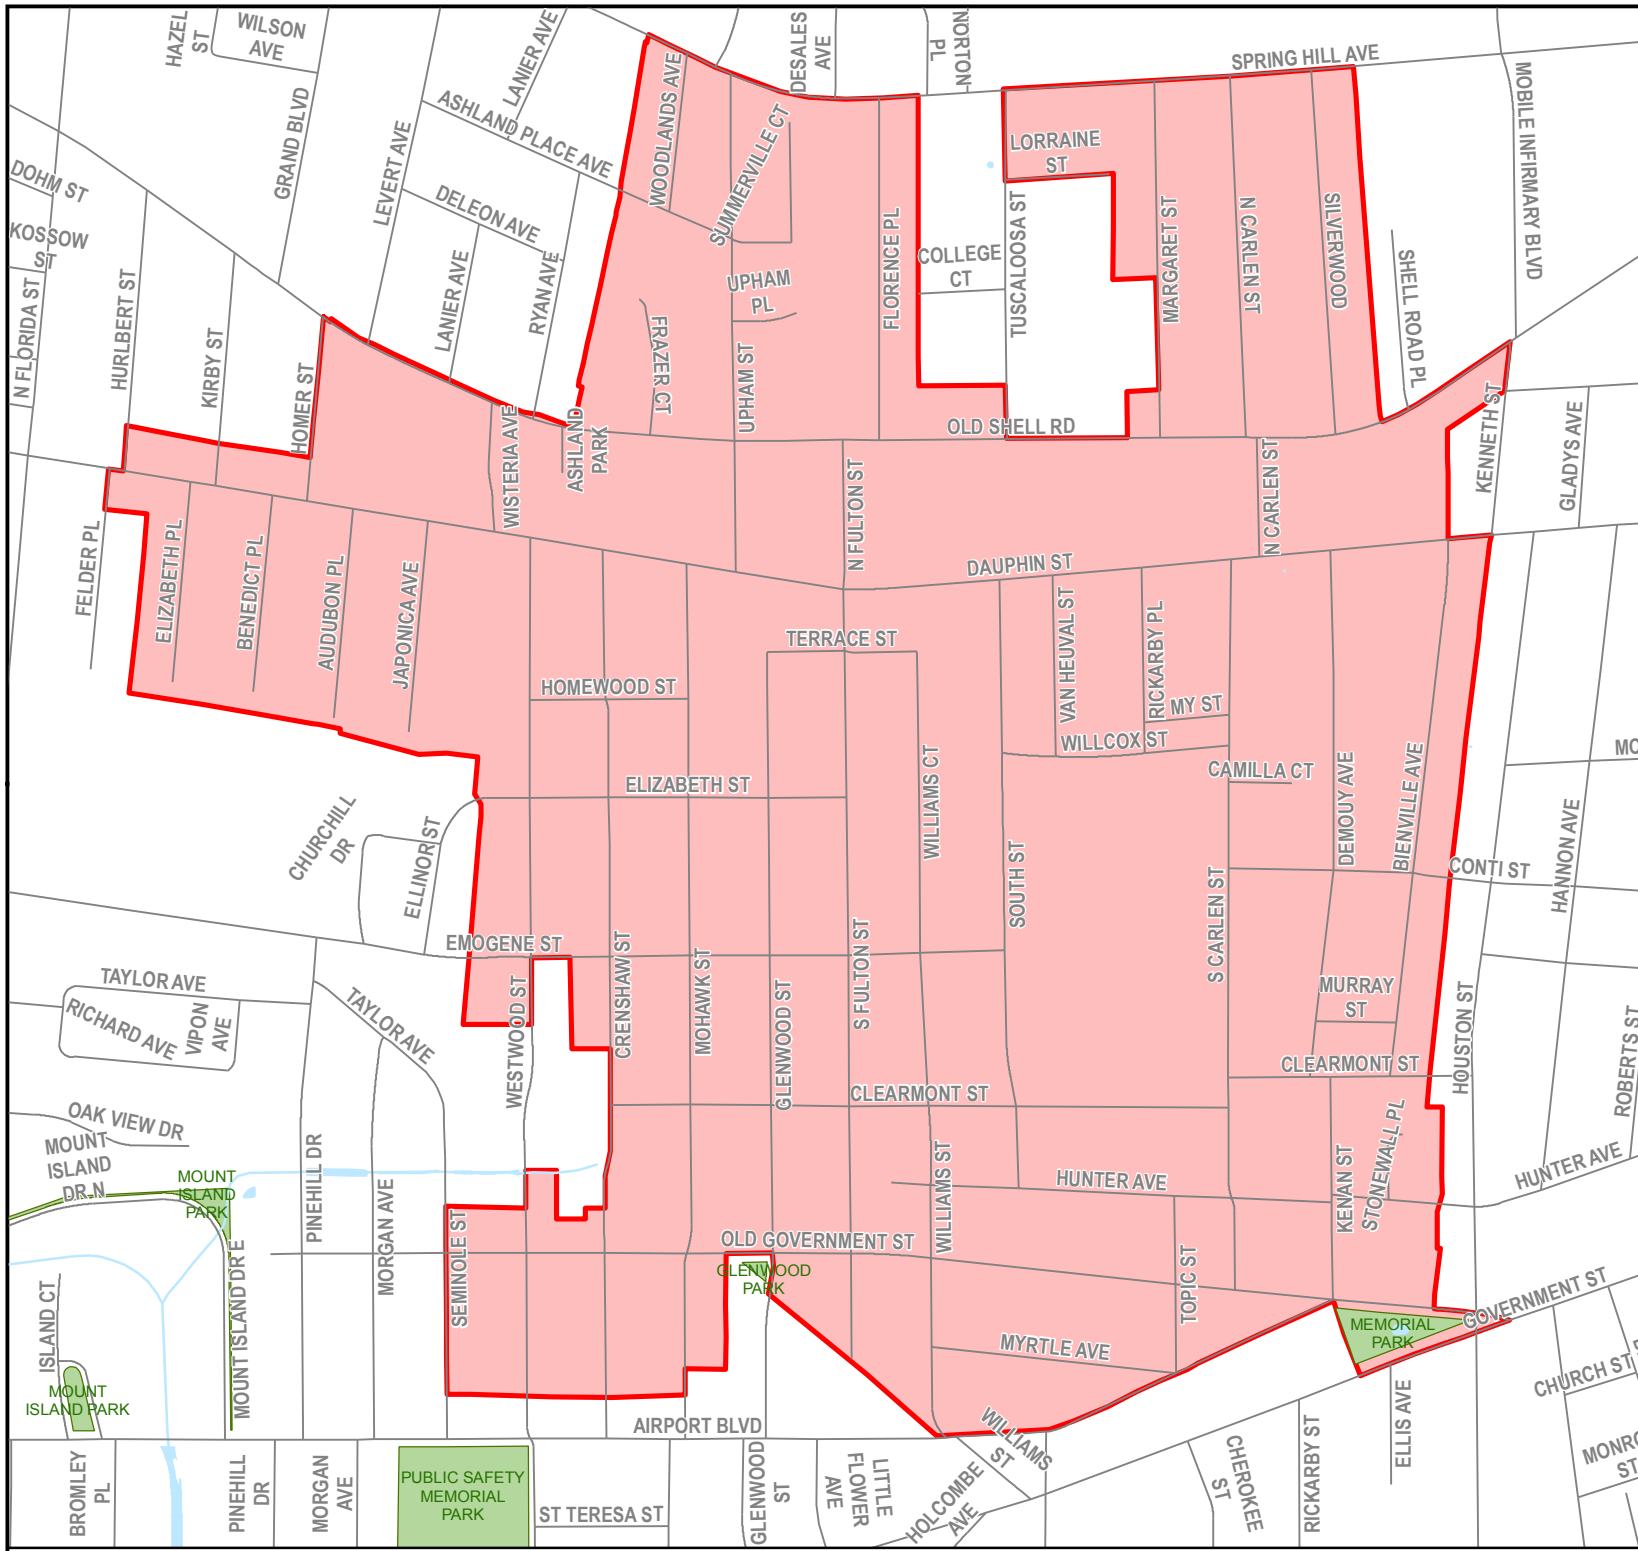 HAZEL
ST
WILSON
AVE
LANIER AVE
DESALES
AVE
NORTON
PL
SPRING HILL AVE
MOBILE INFIRMARY BLVD
GRAND BLVD
LEVERT AVE
ASHLAND PLACE AVE
WOODLANDS AVE
SUMMERVILLE CT
LORRAINE
ST
DOHM ST
DELEON AVE
KOSSOW
ST
N FLORIDA ST
HURLBERT ST
KIRBY ST
HOMER ST
LANIER AVE
RYAN AVE
FRAZER CT
UPHAM
PL
UPHAM ST
FLORENCE PL
COLLEGE
CT
TUSCALOOSA ST
MARGARET ST
N CARLEN ST
SILVERWOOD
SHELL ROAD PL
KENNETH ST
GLADYS AVE
WISTERIA AVE
ASHLAND
PARK
OLD SHELL RD
N FULTON ST
N CARLEN ST
DAUPHIN ST
FELDER PL
ELIZABETH PL
BENEDICT PL
AUDUBON PL
JAPONICA AVE
TERRACE ST
HOMEWOOD ST
VAN HEUVAL ST
RICKARBY PL
MY ST
WILLCOX ST
CAMILLA CT
ELIZABETH ST
WILLIAMS CT
DEMOUY AVE
BIENVILLE AVE
MO
CHURCHILL
DR
ELLINOR ST
SOUTH ST
S CARLEN ST
CONTI ST
HANNON AVE
EMOGENE ST
TAYLOR AVE
RICHARD AVE
VIPON
AVE
TAYLOR AVE
WESTWOOD ST
CRENSHAW ST
MOHAWK ST
GLENWOOD ST
S FULTON ST
MURRAY
ST
HOUSTON ST
ROBERTS ST
CLEARMONT ST
CLEARMONT ST
OAK VIEW DR
MOUNT
ISLAND
DR N
MOUNT
ISLAND
PARK
PINEHILL DR
MORGAN AVE
WILLIAMS ST
HUNTER AVE
KENAN ST
STONEWALL PL
HUNTER AVE
SEMINOLE ST
OLD GOVERNMENT ST
GLENWOOD
PARK
TOPIC ST
GOVERNMENT ST
ISLAND CT
MOUNT ISLAND DR E
MYRTLE AVE
MEMORIAL
PARK
CHURCH ST
MOUNT
ISLAND PARK
AIRPORT BLVD
WILLIAMS
ST
ELLIS AVE
BROMLEY
PL
PINEHILL
DR
MORGAN
AVE
PUBLIC SAFETY
MEMORIAL
PARK
ST TERESA ST
GLENWOOD
ST
LITTLE
FLOWER
AVE
HOLCOMBE
AVE
CHEROKEE
ST
RICKARBY ST
MONRO
ST